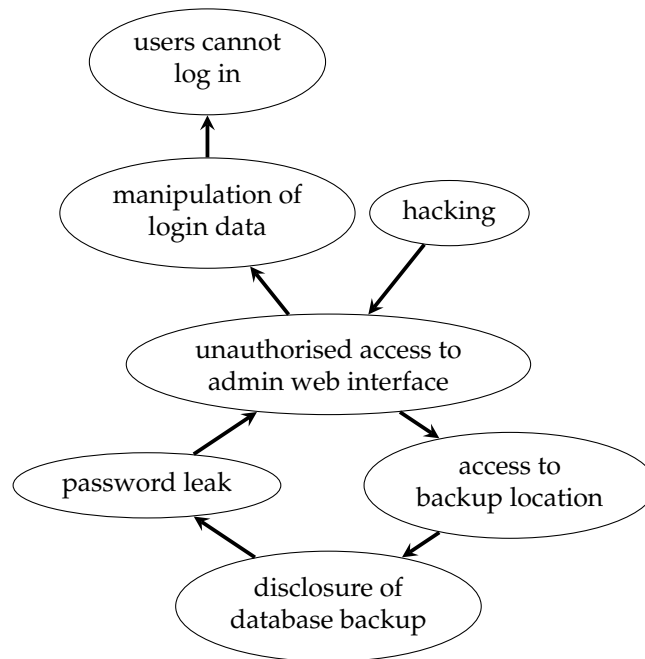 users cannot
log in
manipulation of
login data
hacking
unauthorised access to
admin web interface
password leak
access to
backup location
disclosure of
database backup